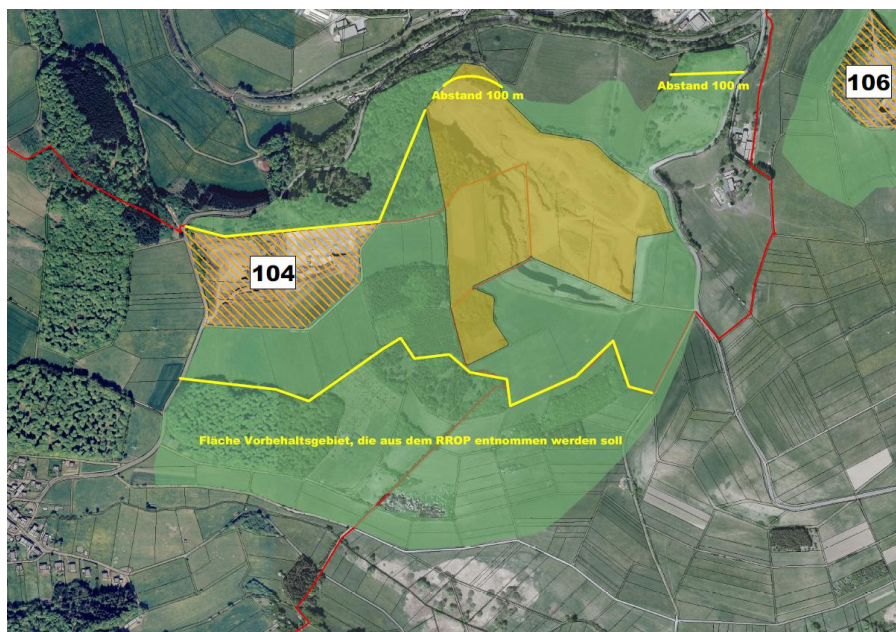 106
Abstand 100 m
Abstand 100 m
104
Fläche Vorbehaltsgebiet, die aus dem RROP entnommen werden soll